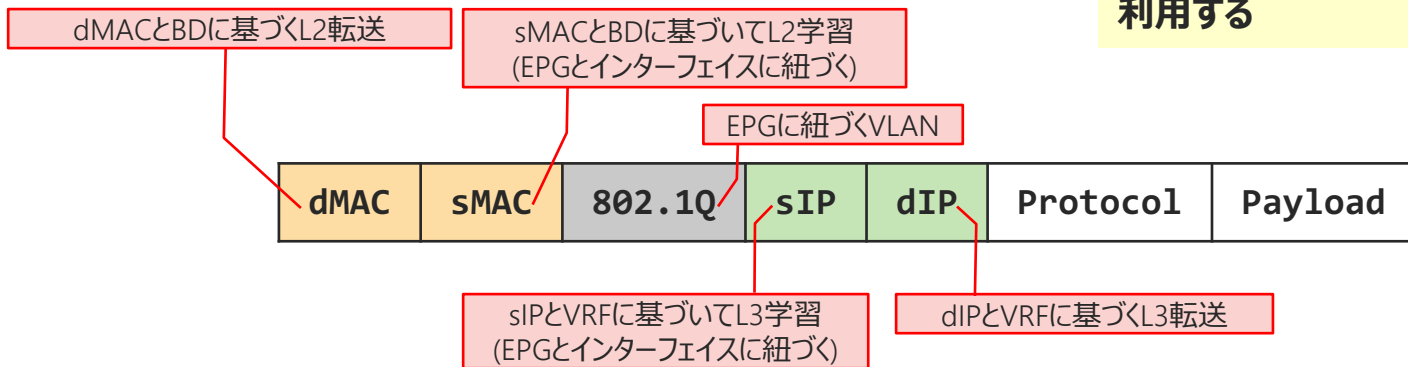 利用する
dMACとBDに基づくL2転送
sMACとBDに基づいてL2学習
(EPGとインターフェイスに紐づく)
EPGに紐づくVLAN
dMAC sMAC 802.1Q sIP dIP Protocol Payload
sIPとVRFに基づいてL3学習
(EPGとインターフェイスに紐づく)
dIPとVRFに基づくL3転送